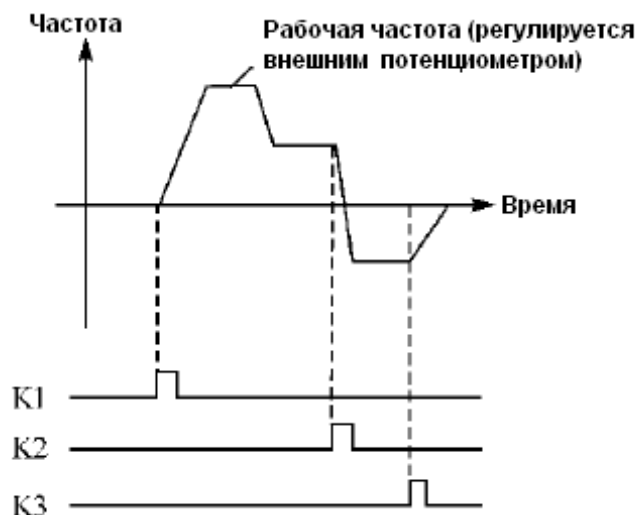 Частота
Рабочая частота (регулируется
внешним потенциометром)
Время
K1
K2
K3